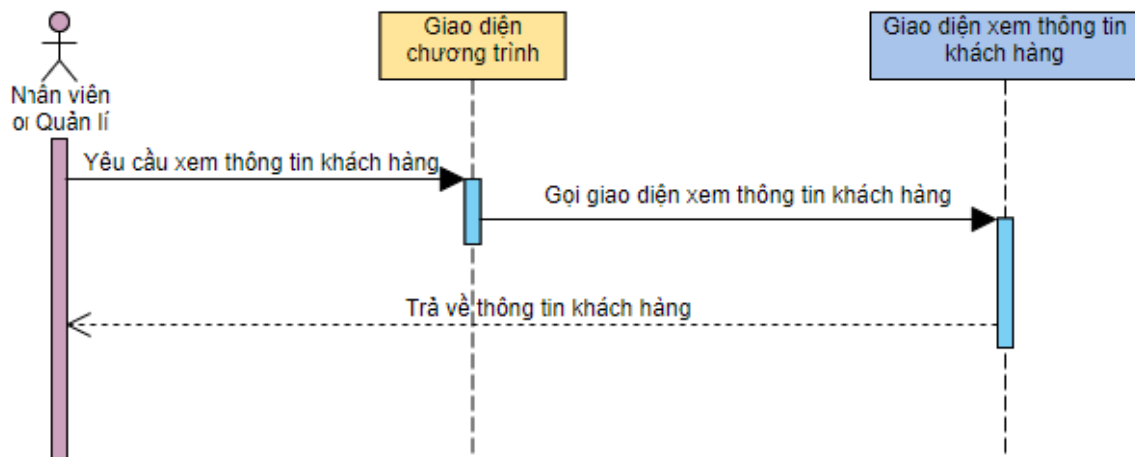 Giao diện
chương trình
Giao diện xem thông tin
khách hàng
Nhân viên
or Quản lí
Yêu cầu xem thông tin khách hàng
Gọi giao diện xem thông tin khách hàng
Trả về thông tin khách hàng